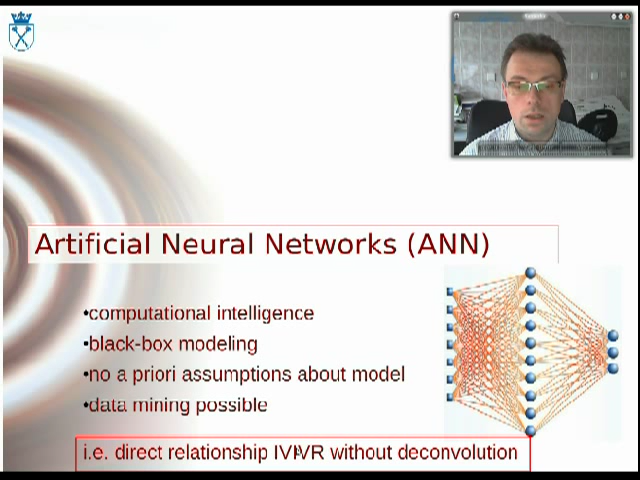 Artificial Neural Networks (ANN)
•computational intelligence
•black-box modeling
•no a priori assumptions about model
•data mining possible
i.e. direct relationship IVIVR without deconvolution